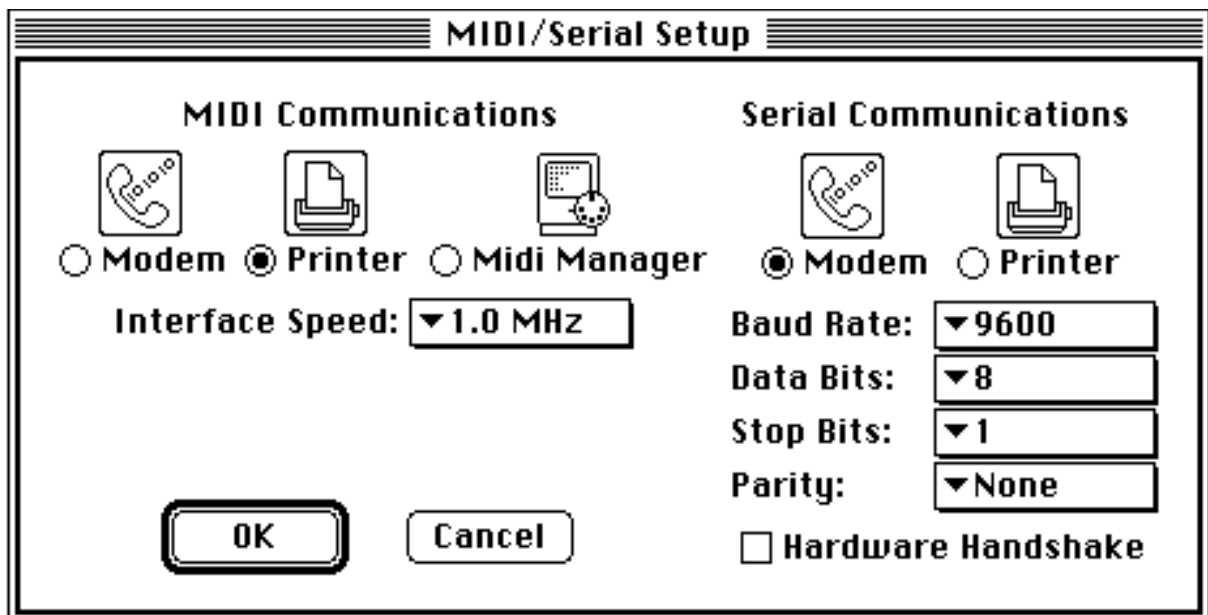 MIDI/Serial Setup
MIDI Communications
Modem Printer Midi Manager
Interface Speed: 1.0 MHz
OK Cancel
Serial Communications
Modem Printer
Baud Rate: 9600
Data Bits: 8
Stop Bits: 1
Parity: None
Hardware Handshake